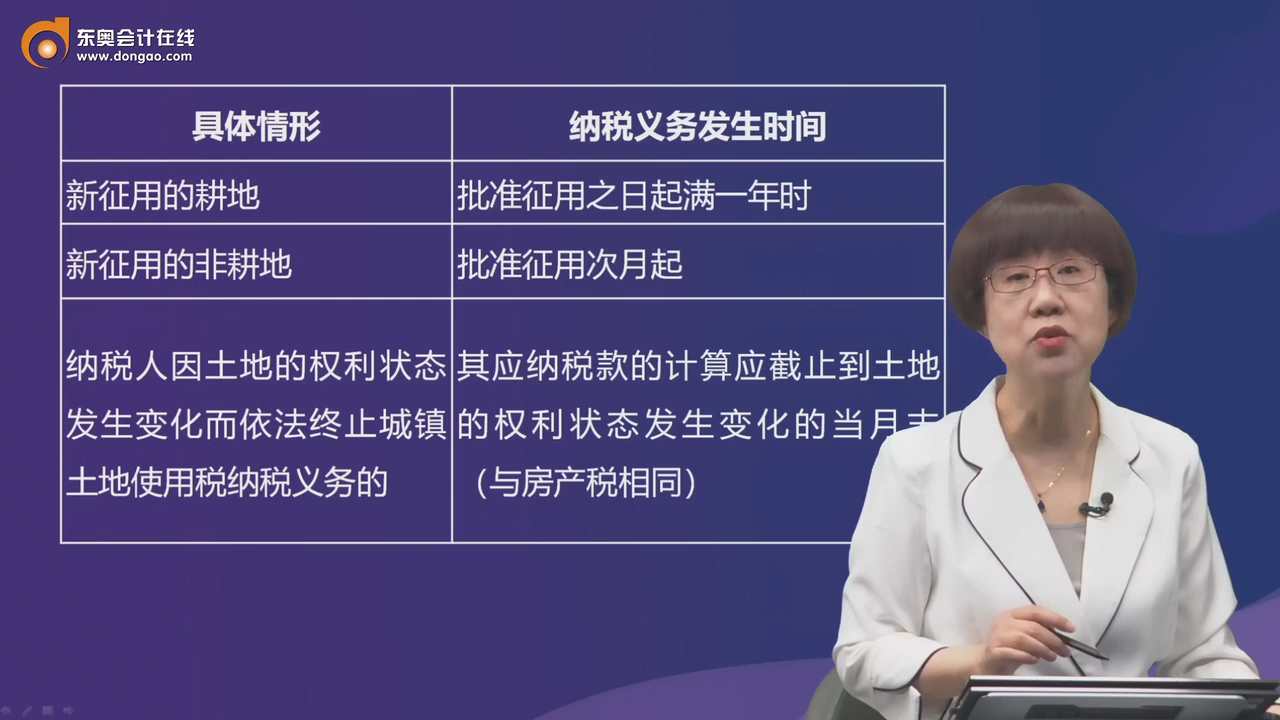 东奥会计在线
www.dongao.com
具体情形
纳税义务发生时间
新征用的耕地
批准征用之日起满一年时
新征用的非耕地
批准征用次月起
纳税人因土地的权利状态
发生变化而依法终止城镇
土地使用税纳税义务的
其应纳税款的计算应截止到土地
的权利状态发生变化的当月末
（与房产税相同）